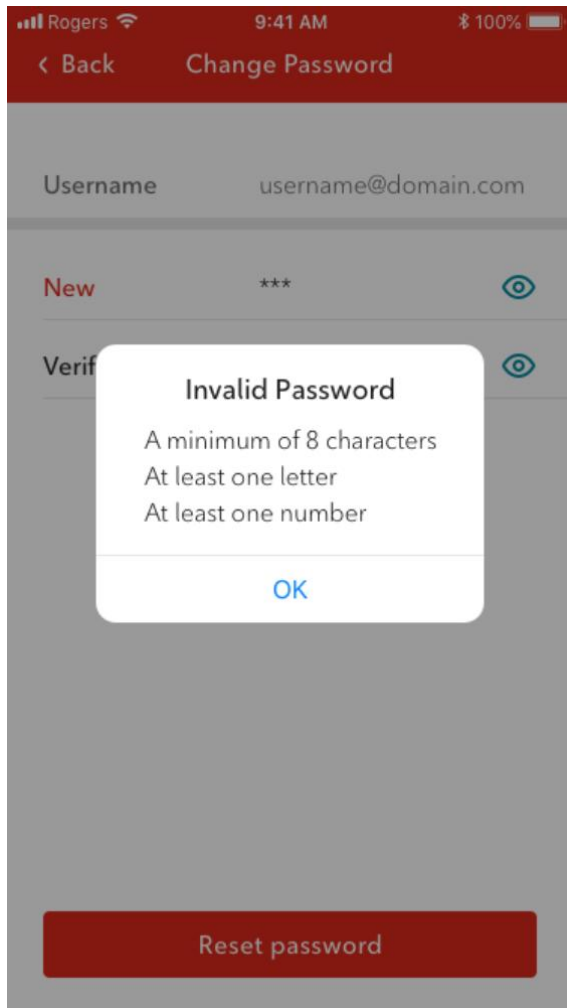 Rogers 9:41 AM 100%
Back Change Password
Username username@domain.com
New ***
Verif
Invalid Password
A minimum of 8 characters
At least one letter
At least one number
OK
Reset password